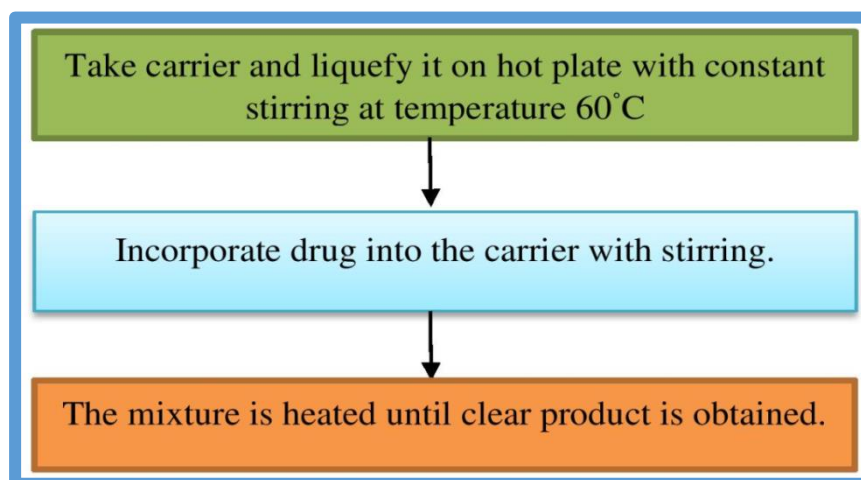 Take carrier and liquefy it on hot plate with constant
stirring at temperature 60°C
Incorporate drug into the carrier with stirring.
The mixture is heated until clear product is obtained.